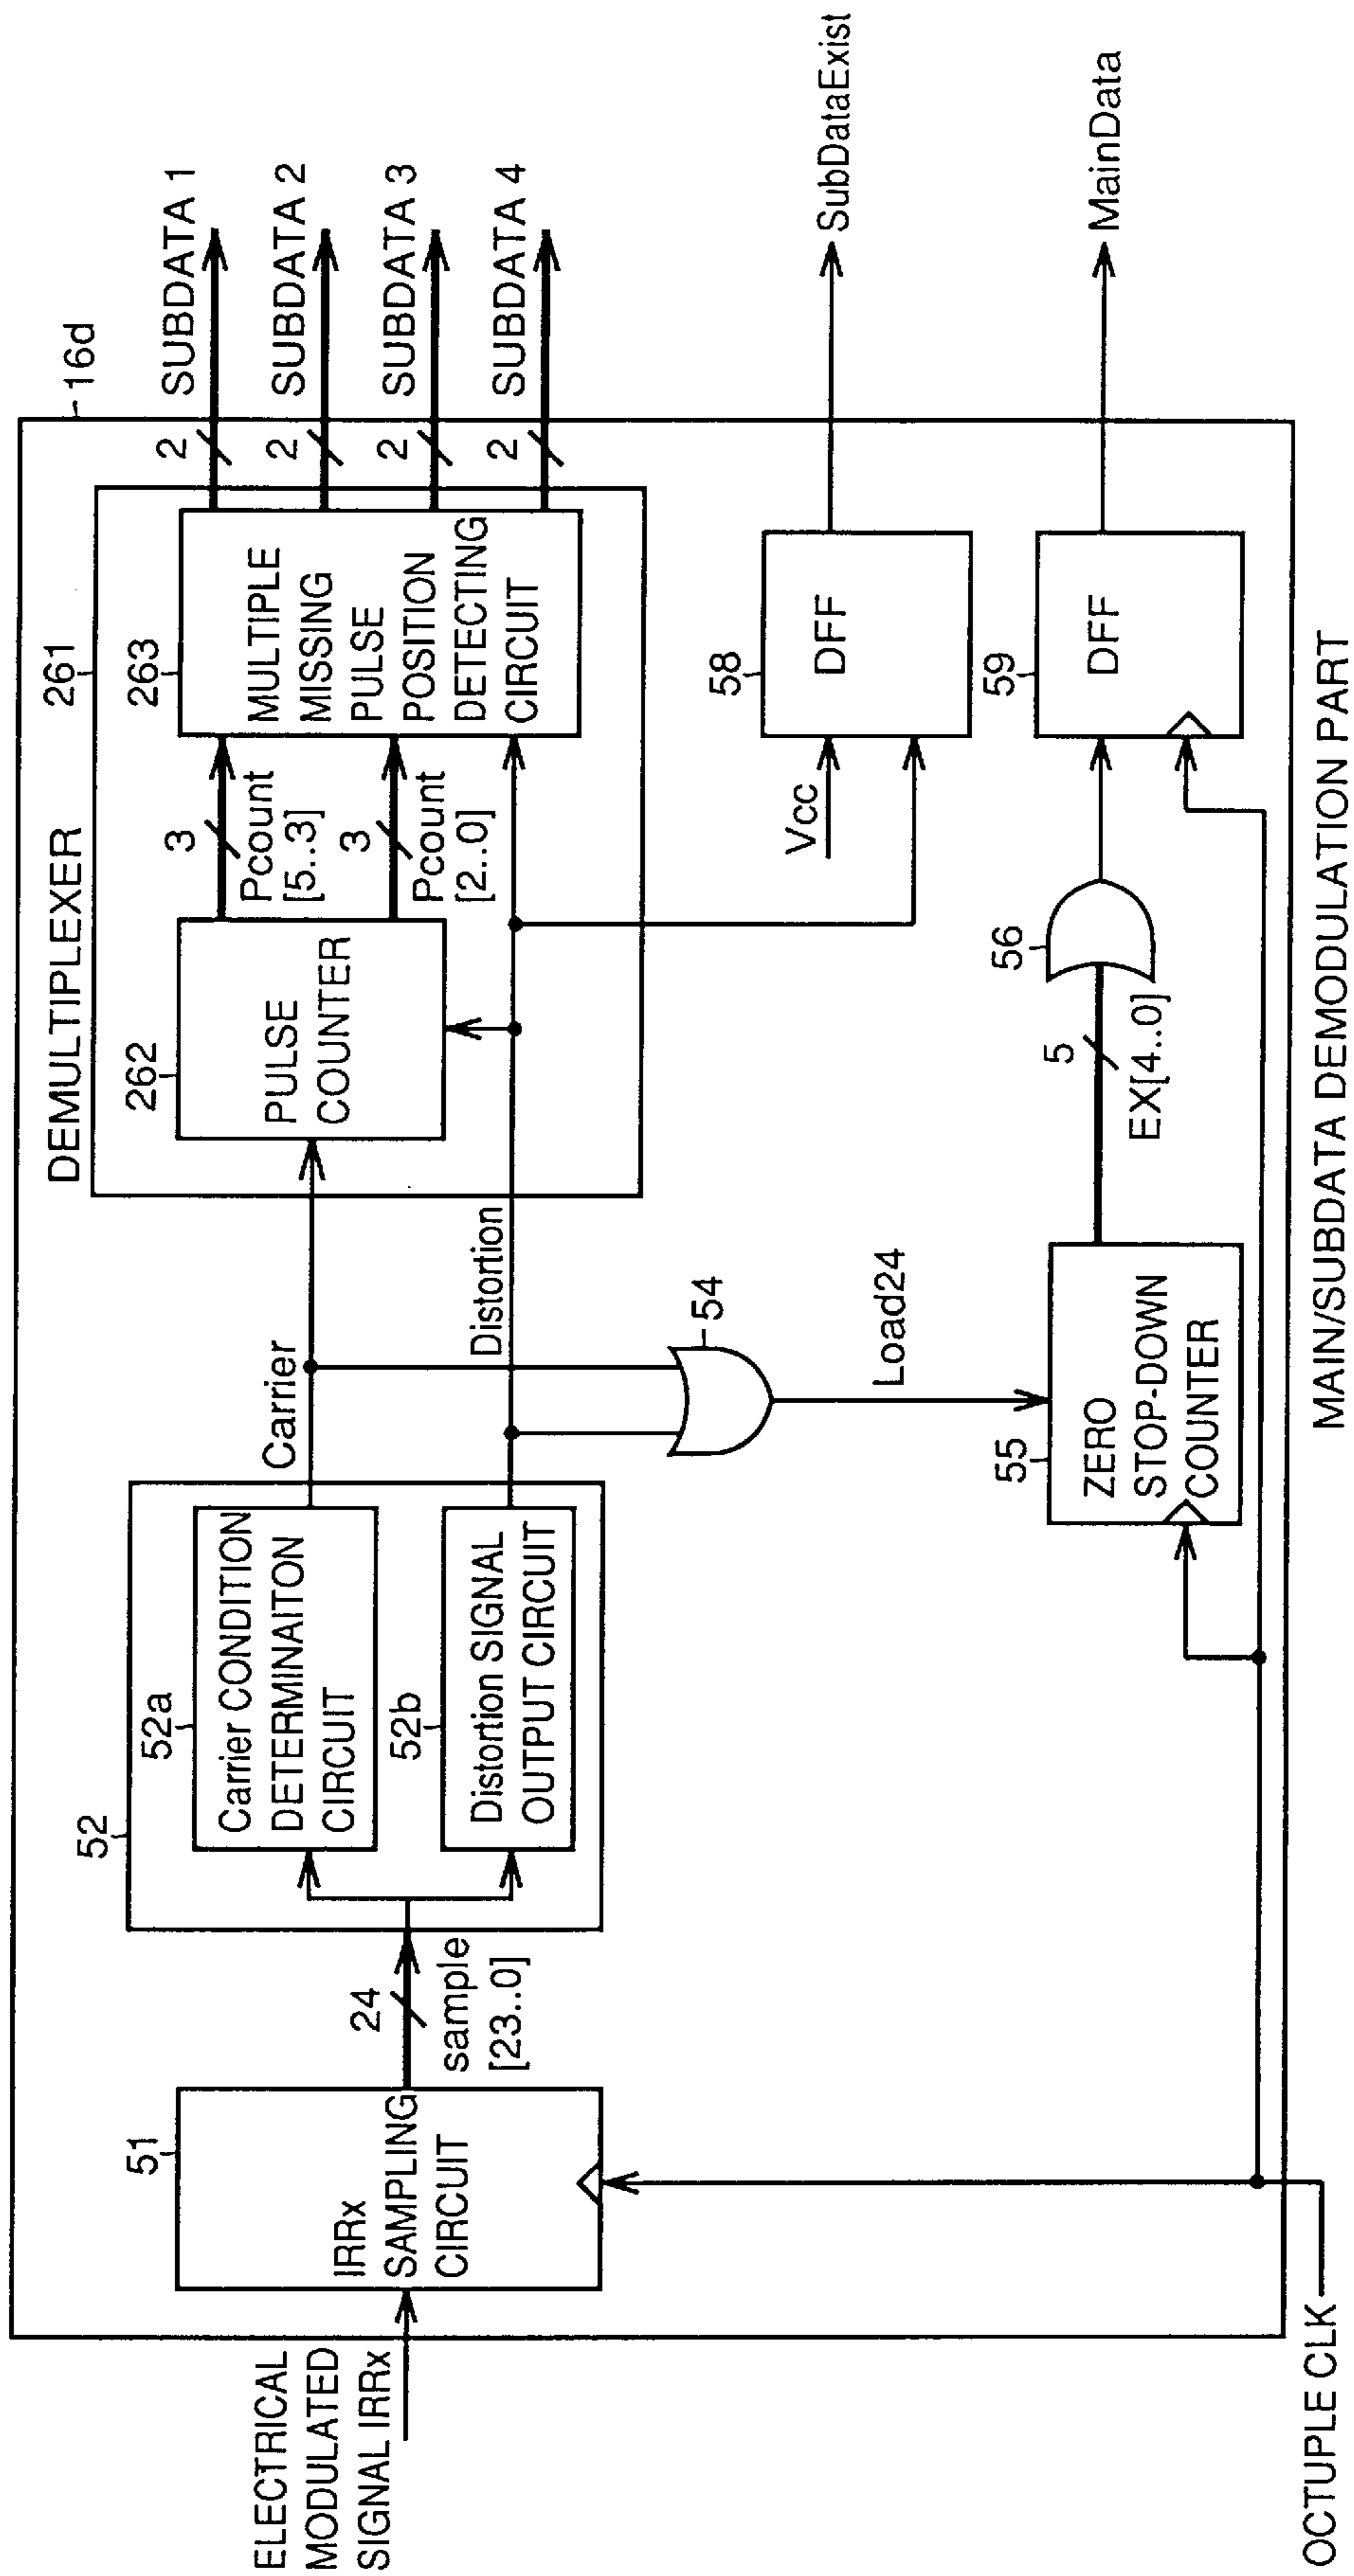 ELECTRICAL
MODULATED
SIGNAL IRRx
51
IRRx
SAMPLING
CIRCUIT
24
sample
[23..0]
52
52a
Carrier CONDITION
DETERMINAITON
CIRCUIT
52b
Distortion SIGNAL
OUTPUT CIRCUIT
Carrier
Distortion
54
Load24
55
ZERO
STOP-DOWN
COUNTER
5
EX[4..0]
56
DEMULTIPLEXER
261
262
PULSE
COUNTER
3
Pcount
[5..3]
3
Pcount
[2..0]
263
MULTIPLE
MISSING
PULSE
POSITION
DETECTING
CIRCUIT
Vcc
58
DFF
59
DFF
16d
2
SUBDATA 1
2
SUBDATA 2
2
SUBDATA 3
2
SUBDATA 4
SubDataExist
MainData
OCTUPLE CLK
MAIN/SUBDATA DEMODULATION PART